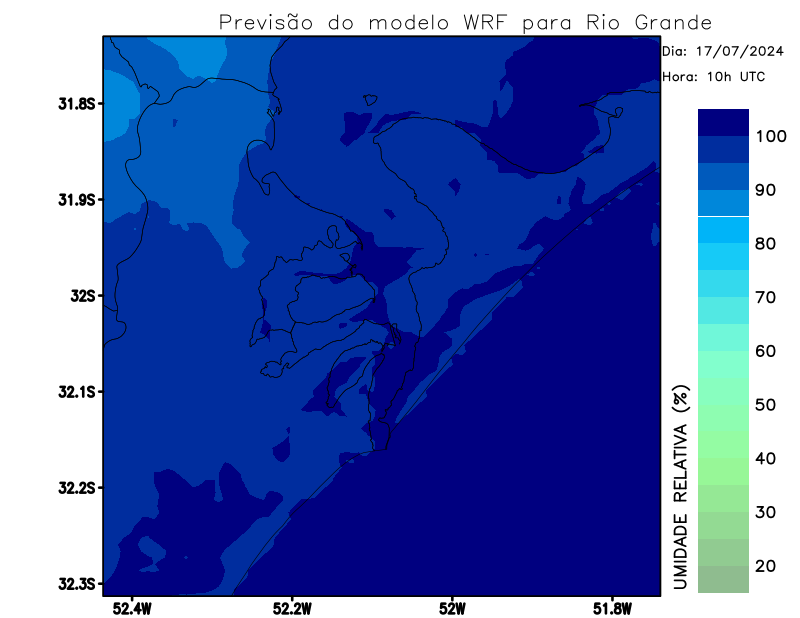 Previsão do modelo WRF para Rio Grande
Dia: 17/07/2024
Hora: 10h UTC
31.8S
31.9S
32S
32.1S
32.2S
32.3S
52.4W
52.2W
52W
51.8W
100
90
80
70
60
50
40
30
20
UMIDADE RELATIVA (%)